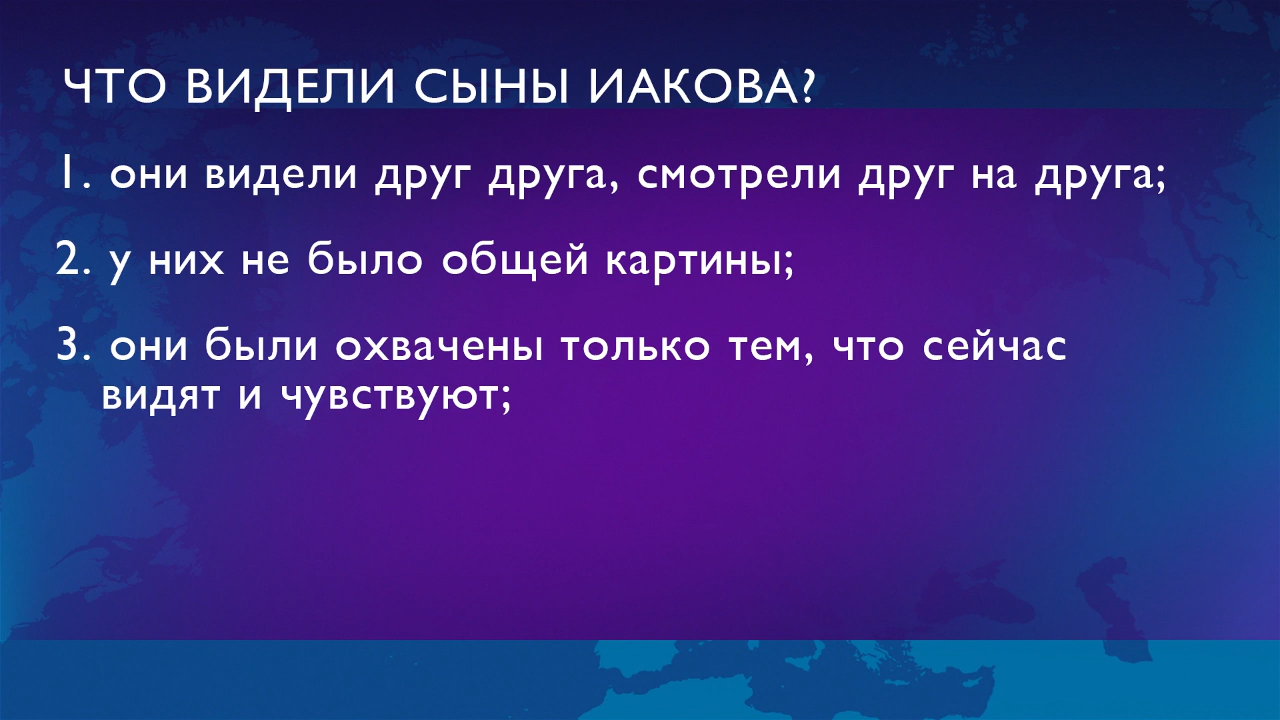 ЧТО ВИДЕЛИ СЫНЫ ИАКОВА?
1. они видели друг друга, смотрели друг на друга;
2. у них не было общей картины;
3. они были охвачены только тем, что сейчас
видят и чувствуют;